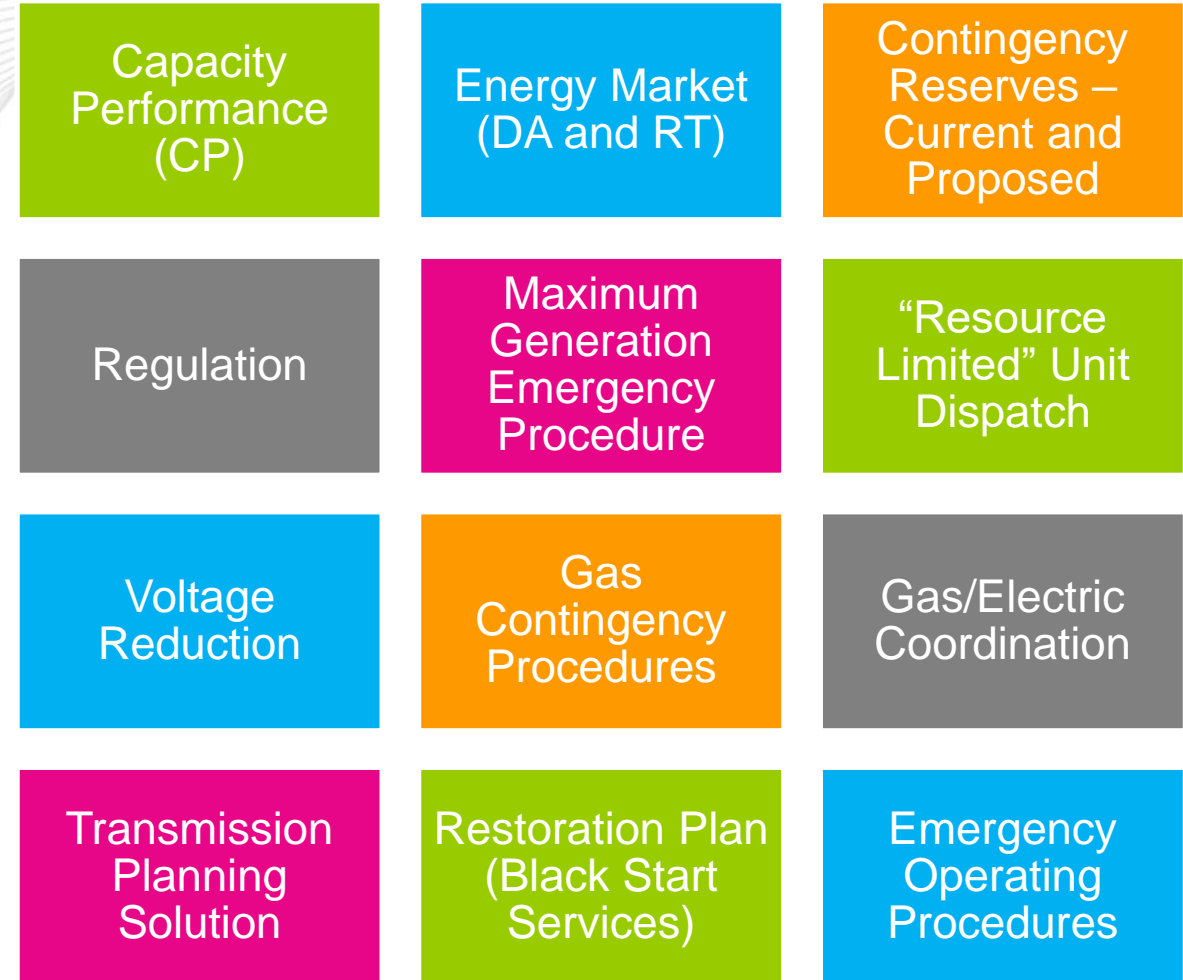 Capacity
Performance
(CP)
Energy Market
(DA and RT)
Contingency
Reserves –
Current and
Proposed
Regulation
Maximum
Generation
Emergency
Procedure
“Resource
Limited” Unit
Dispatch
Voltage
Reduction
Gas
Contingency
Procedures
Gas/Electric
Coordination
Transmission
Planning
Solution
Restoration Plan
(Black Start
Services)
Emergency
Operating
Procedures